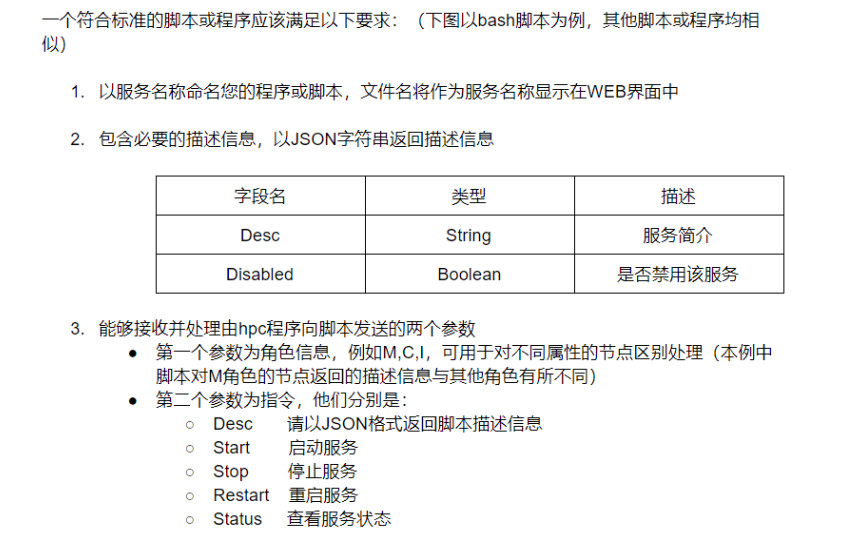 一个符合标准的脚本或程序应该满足以下要求：（下图以bash脚本为例，其他脚本或程序均相
似）
1. 以服务名称命名您的程序或脚本，文件名将作为服务名称显示在WEB界面中
2. 包含必要的描述信息，以JSON字符串返回描述信息
字段名 类型 描述
Desc String 服务简介
Disabled Boolean 是否禁用该服务
3. 能够接收并处理由hpc程序向脚本发送的两个参数
● 第一个参数为角色信息，例如M,C,I，可用于对不同属性的节点区别处理（本例中
脚本对M角色的节点返回的描述信息与其他角色有所不同）
● 第二个参数为指令，他们分别是：
○ Desc 请以JSON格式返回脚本描述信息
○ Start 启动服务
○ Stop 停止服务
○ Restart 重启服务
○ Status 查看服务状态